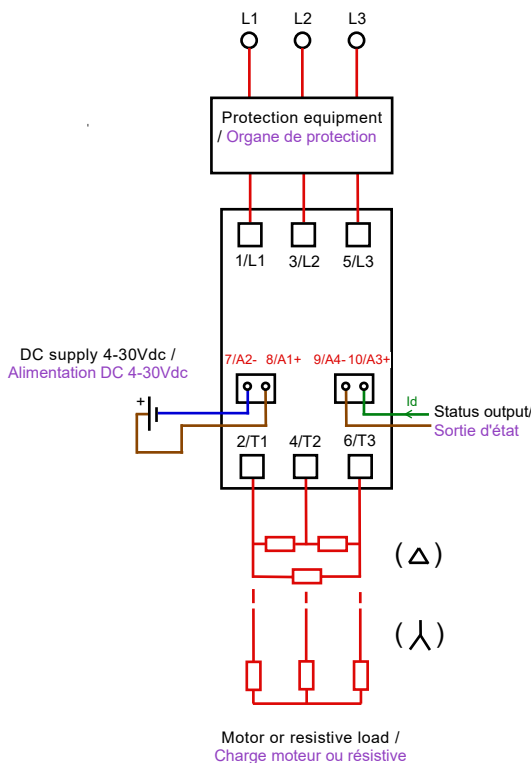 L1 L2 L3
Protection equipment
/ Organe de protection
1/L1 3/L2 5/L3
DC supply 4-30Vdc /
Alimentation DC 4-30Vdc
7/A2- 8/A1+ 9/A4- 10/A3+
+
Id
Status output/
Sortie d'état
2/T1 4/T2 6/T3
(△)
(⅄)
Motor or resistive load /
Charge moteur ou résistive